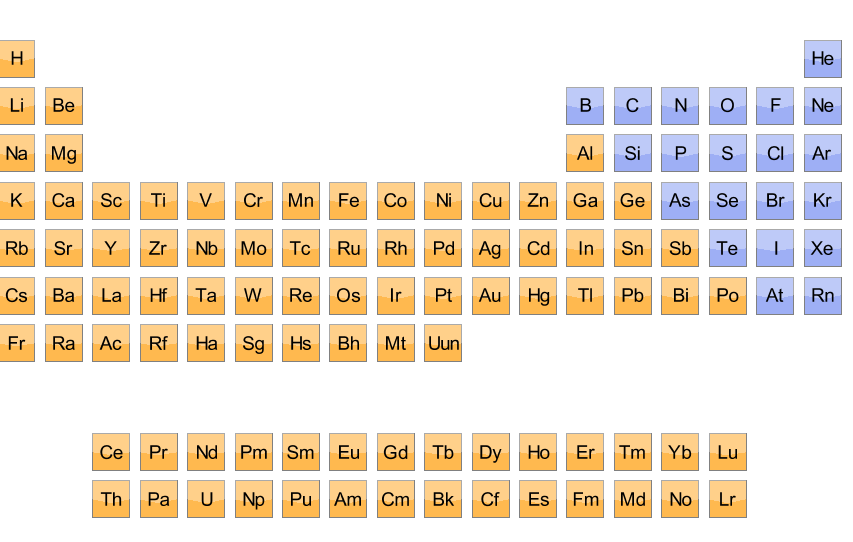 H He
Li Be B C N O F Ne
Na Mg Al Si P S Cl Ar
K Ca Sc Ti V Cr Mn Fe Co Ni Cu Zn Ga Ge As Se Br Kr
Rb Sr Y Zr Nb Mo Tc Ru Rh Pd Ag Cd In Sn Sb Te I Xe
Cs Ba La Hf Ta W Re Os Ir Pt Au Hg Tl Pb Bi Po At Rn
Fr Ra Ac Rf Ha Sg Hs Bh Mt Uun
Ce Pr Nd Pm Sm Eu Gd Tb Dy Ho Er Tm Yb Lu
Th Pa U Np Pu Am Cm Bk Cf Es Fm Md No Lr